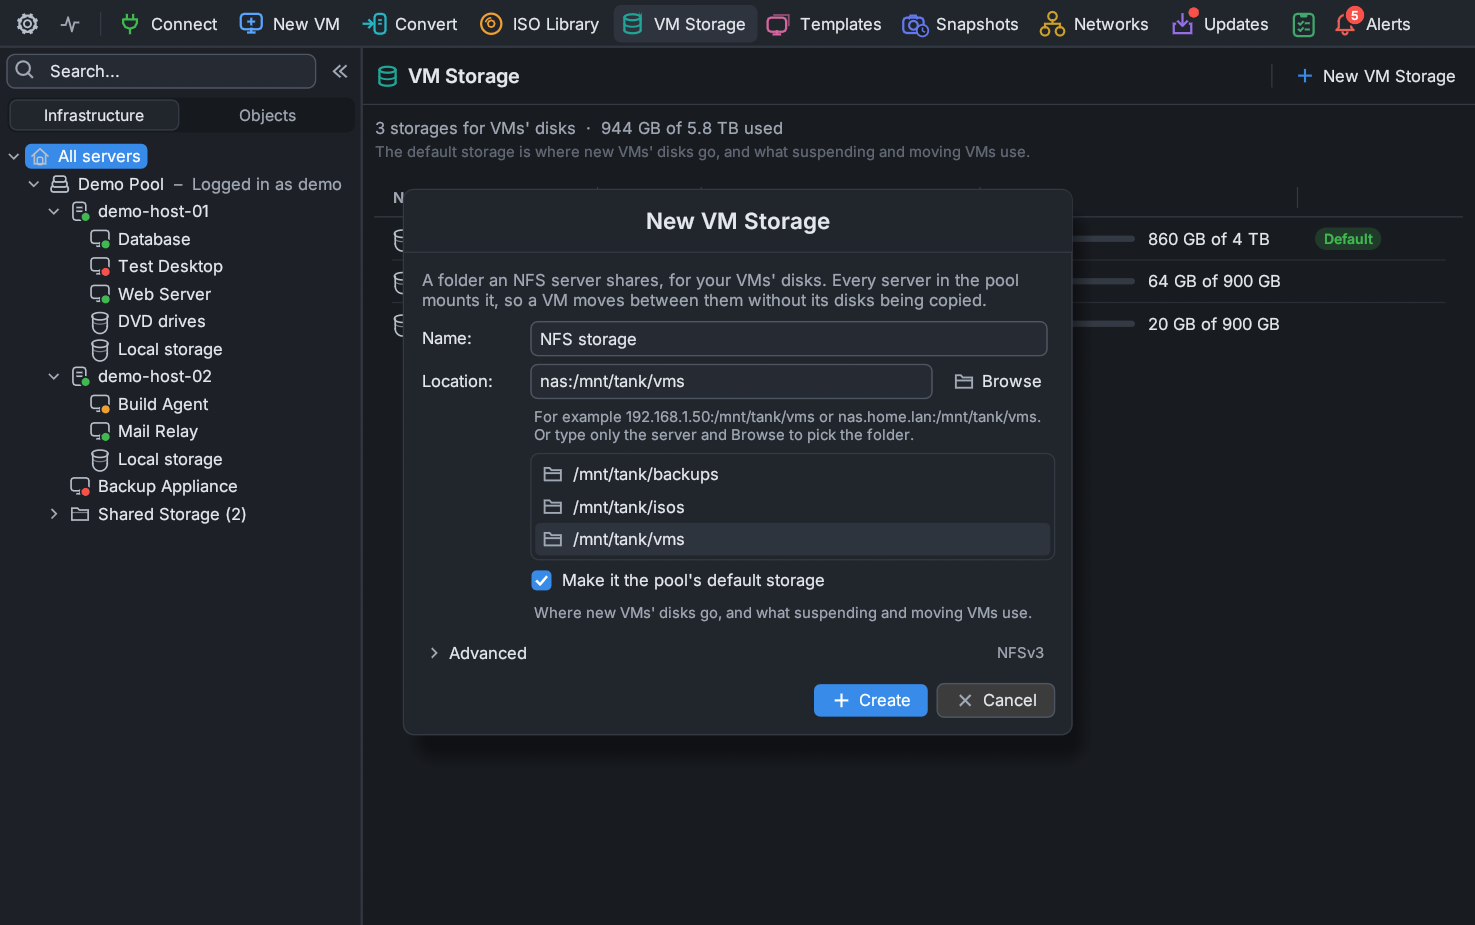 Connect
New VM
Convert
ISO Library
VM Storage
Templates
Snapshots
Networks
Updates
5
Alerts
Search...
Infrastructure
Objects
All servers
Demo Pool – Logged in as demo
demo-host-01
Database
Test Desktop
Web Server
DVD drives
Local storage
demo-host-02
Build Agent
Mail Relay
Local storage
Backup Appliance
Shared Storage (2)
VM Storage
New VM Storage
3 storages for VMs' disks · 944 GB of 5.8 TB used
The default storage is where new VMs' disks go, and what suspending and moving VMs use.
860 GB of 4 TB
Default
64 GB of 900 GB
20 GB of 900 GB
New VM Storage
A folder an NFS server shares, for your VMs' disks. Every server in the pool
mounts it, so a VM moves between them without its disks being copied.
Name:
NFS storage
Location:
nas:/mnt/tank/vms
Browse
For example 192.168.1.50:/mnt/tank/vms or nas.home.lan:/mnt/tank/vms.
Or type only the server and Browse to pick the folder.
/mnt/tank/backups
/mnt/tank/isos
/mnt/tank/vms
Make it the pool's default storage
Where new VMs' disks go, and what suspending and moving VMs use.
Advanced
NFSv3
Create
Cancel